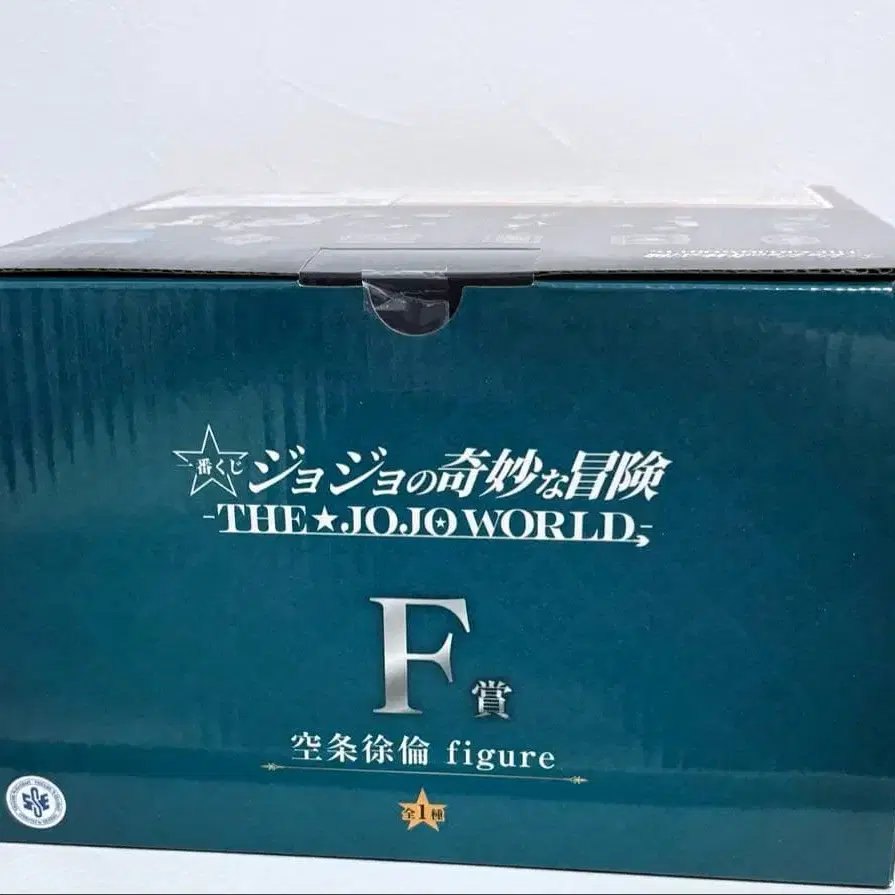 一番くじ ジョジョの奇妙な冒険
-THE★JOJO WORLD-
F賞
空条徐倫 figure
全1種